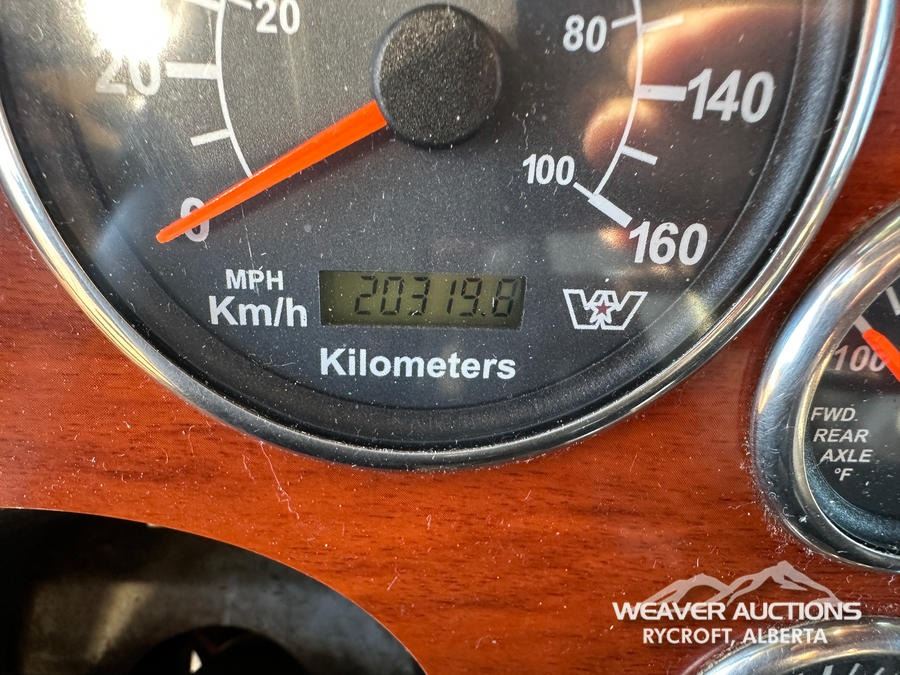 20
20
80
140
100
160
0
MPH
Km/h
20319.8
Kilometers
100
FWD.
REAR
AXLE
°F
WEAVER AUCTIONS
RYCROFT, ALBERTA